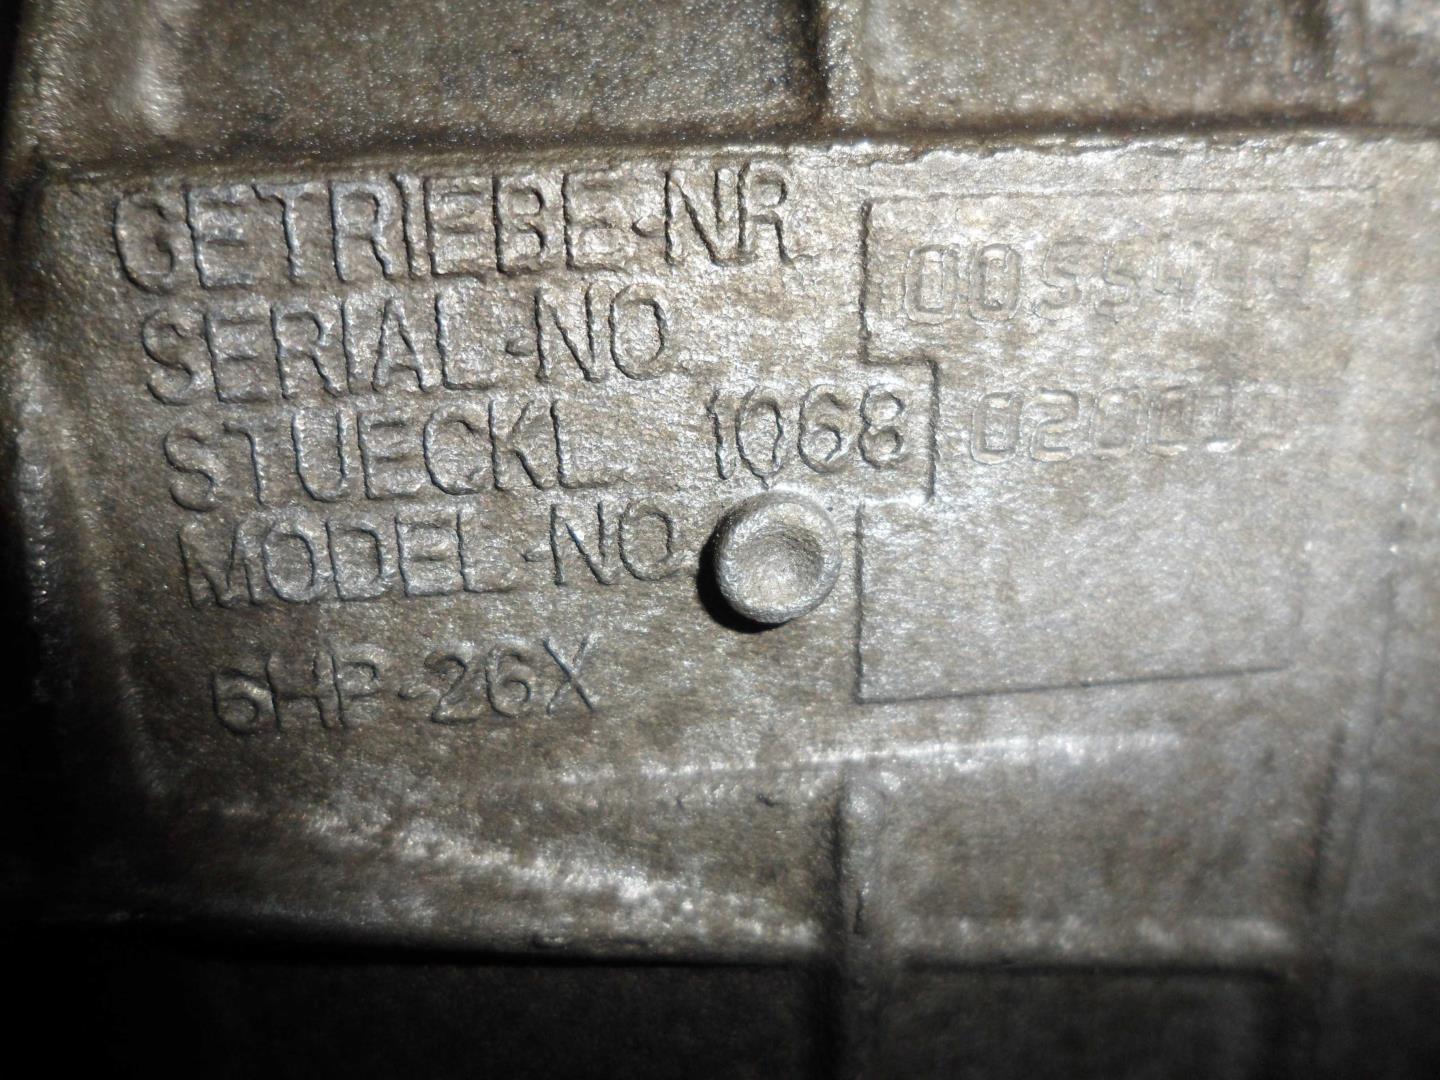 GETRIEBE-NR
SERIAL-NO
STUECKL. 1068
MODEL-NO
6HP-26X